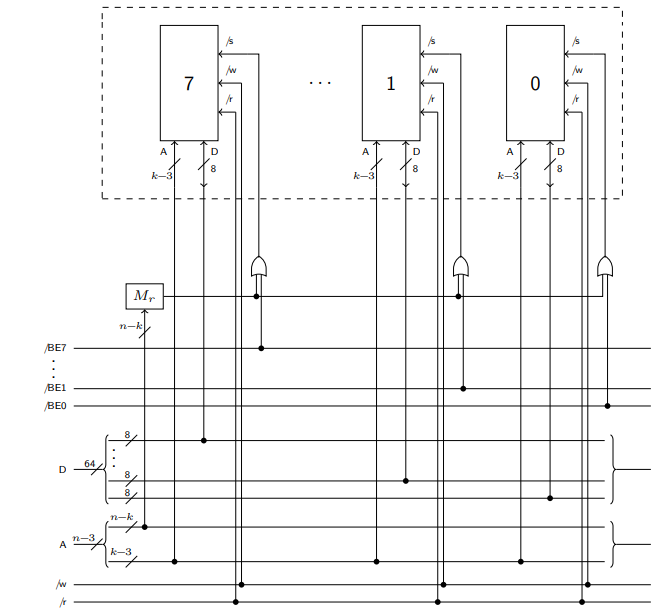 /s /s /s
/w /w /w
7 ··· 1 0
/r /r /r
A D A D A D
8 8 8
k−3 k−3 k−3
M_r
n−k
/BE7
⋮
/BE1
/BE0
8
⋮
D 64
8
8
n−k
A n−3
k−3
/w
/r